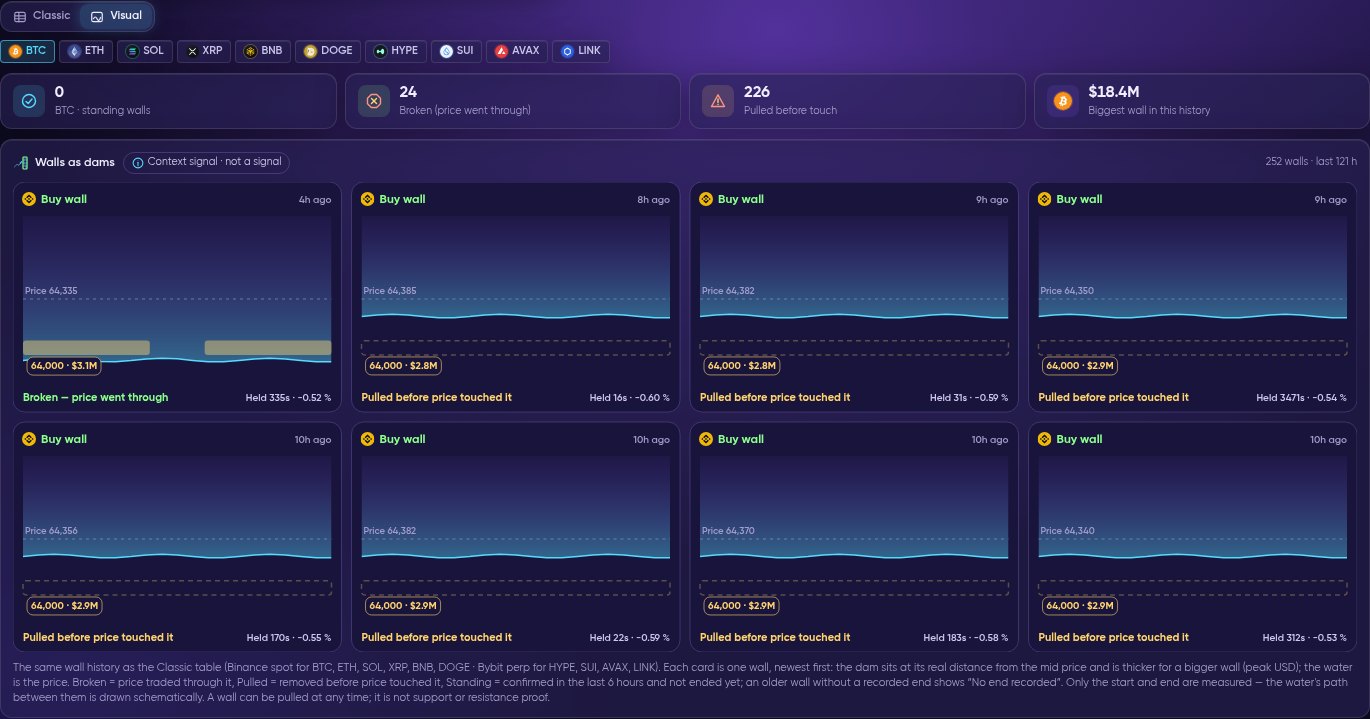 Classic Visual
BTC ETH SOL XRP BNB DOGE HYPE SUI AVAX LINK
0
BTC · standing walls
24
Broken (price went through)
226
Pulled before touch
$18.4M
Biggest wall in this history
Walls as dams Context signal · not a signal 252 walls · last 121 h
Buy wall 4h ago
Price 64,335
64,000 · $3.1M
Broken — price went through Held 335s · −0.52 %
Buy wall 8h ago
Price 64,385
64,000 · $2.8M
Pulled before price touched it Held 16s · −0.60 %
Buy wall 9h ago
Price 64,382
64,000 · $2.8M
Pulled before price touched it Held 31s · −0.59 %
Buy wall 9h ago
Price 64,350
64,000 · $2.9M
Pulled before price touched it Held 3471s · −0.54 %
Buy wall 10h ago
Price 64,356
64,000 · $2.9M
Pulled before price touched it Held 170s · −0.55 %
Buy wall 10h ago
Price 64,382
64,000 · $2.9M
Pulled before price touched it Held 22s · −0.59 %
Buy wall 10h ago
Price 64,370
64,000 · $2.9M
Pulled before price touched it Held 183s · −0.58 %
Buy wall 10h ago
Price 64,340
64,000 · $2.9M
Pulled before price touched it Held 312s · −0.53 %
The same wall history as the Classic table (Binance spot for BTC, ETH, SOL, XRP, BNB, DOGE · Bybit perp for HYPE, SUI, AVAX, LINK). Each card is one wall, newest first: the dam sits at its real distance from the mid price and is thicker for a bigger wall (peak USD); the water
is the price. Broken = price traded through it, Pulled = removed before price touched it, Standing = confirmed in the last 6 hours and not ended yet; an older wall without a recorded end shows “No end recorded”. Only the start and end are measured — the water’s path
between them is drawn schematically. A wall can be pulled at any time; it is not support or resistance proof.